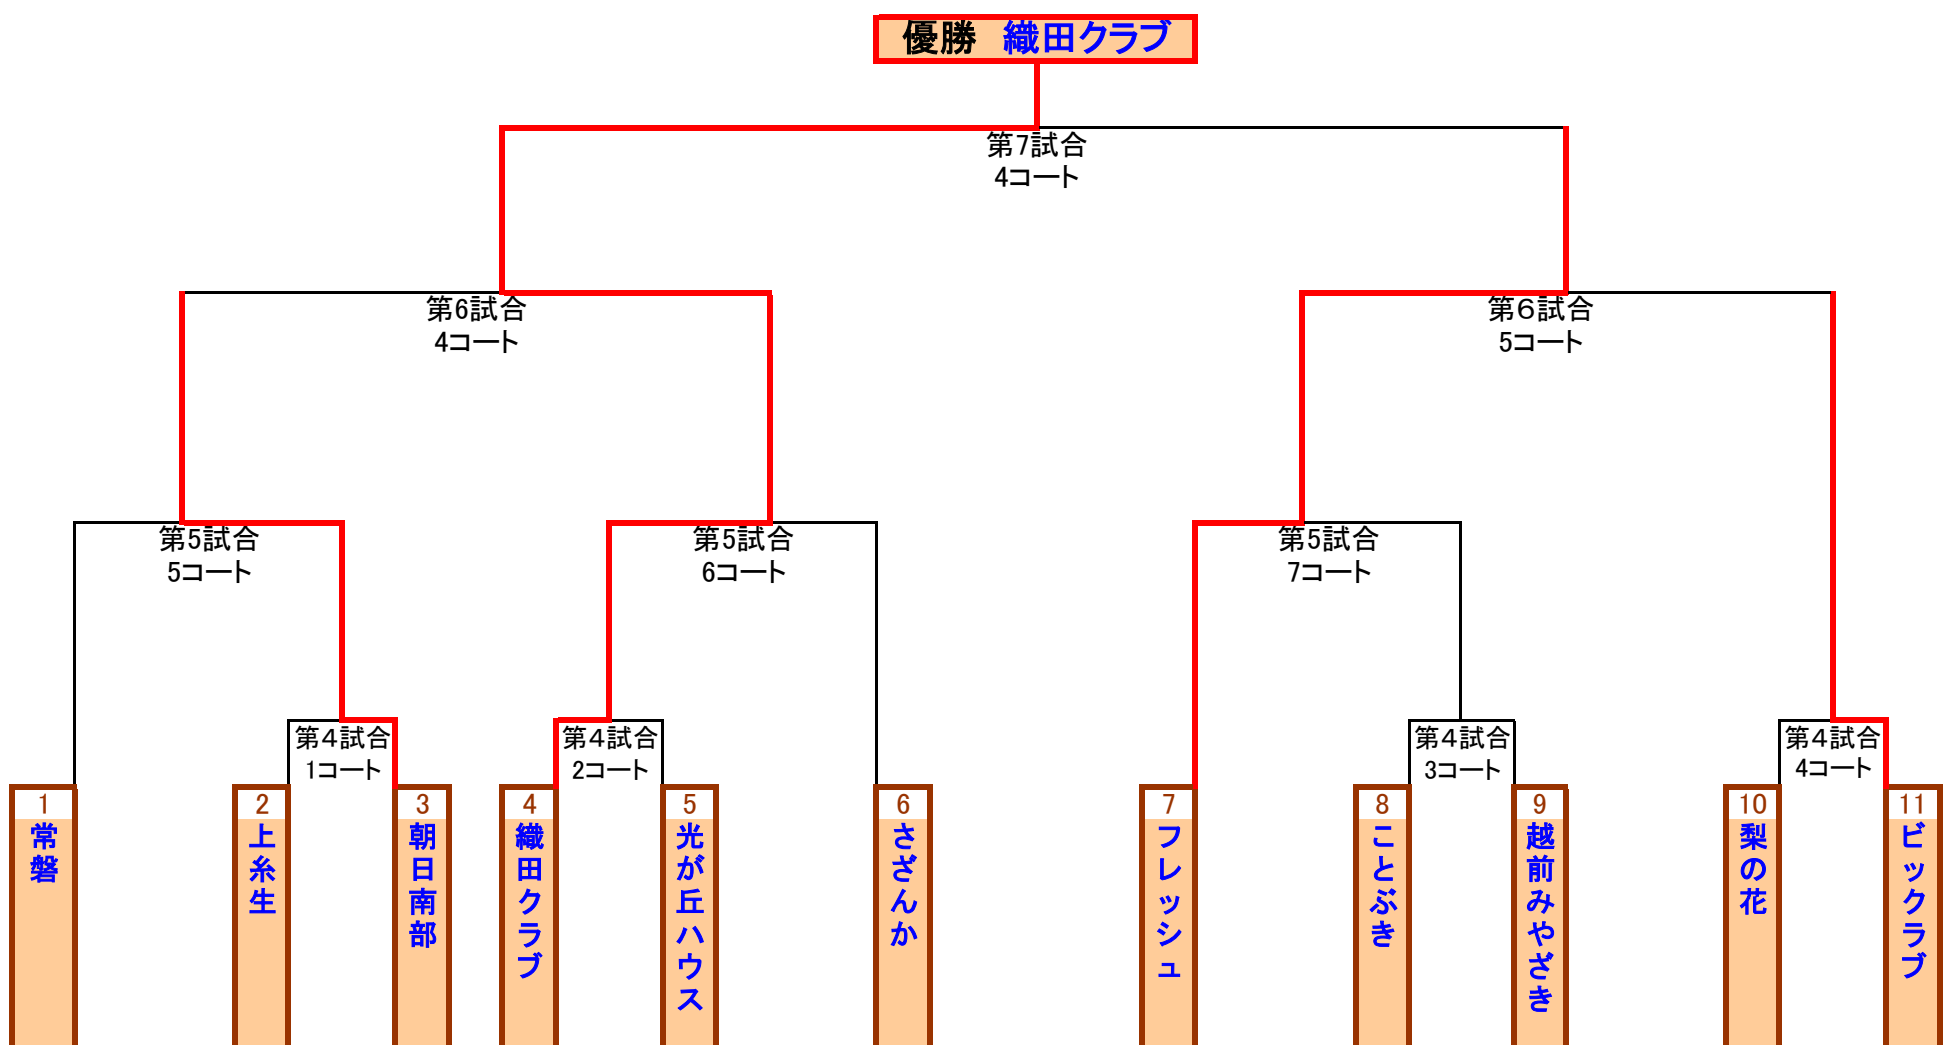 優勝　織田クラブ
第7試合
4コート
第6試合
4コート
第６試合
5コート
第5試合
5コート
第5試合
6コート
第5試合
7コート
第４試合
1コート
第４試合
2コート
第４試合
3コート
第４試合
4コート
1
常磐
2
上糸生
3
朝日南部
4
織田クラブ
5
光が丘ハウス
6
さざんか
7
フレッシュ
8
ことぶき
9
越前みやざき
10
梨の花
11
ビックラブ